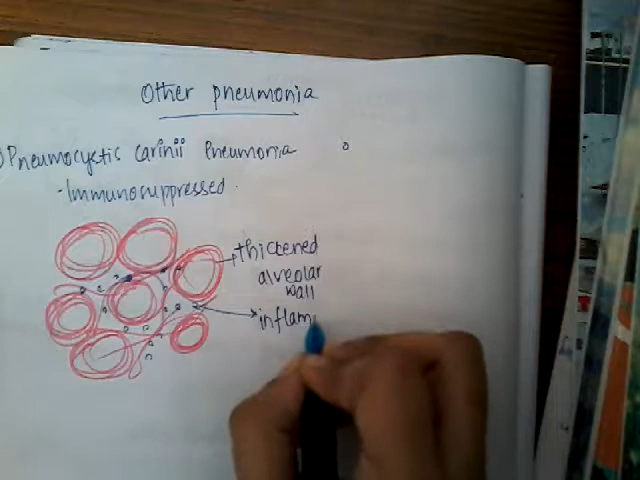 Other pneumonia
Pneumocystic carinii Pneumonia
- Immunosuppressed
thickened
alveolar
wall
inflam